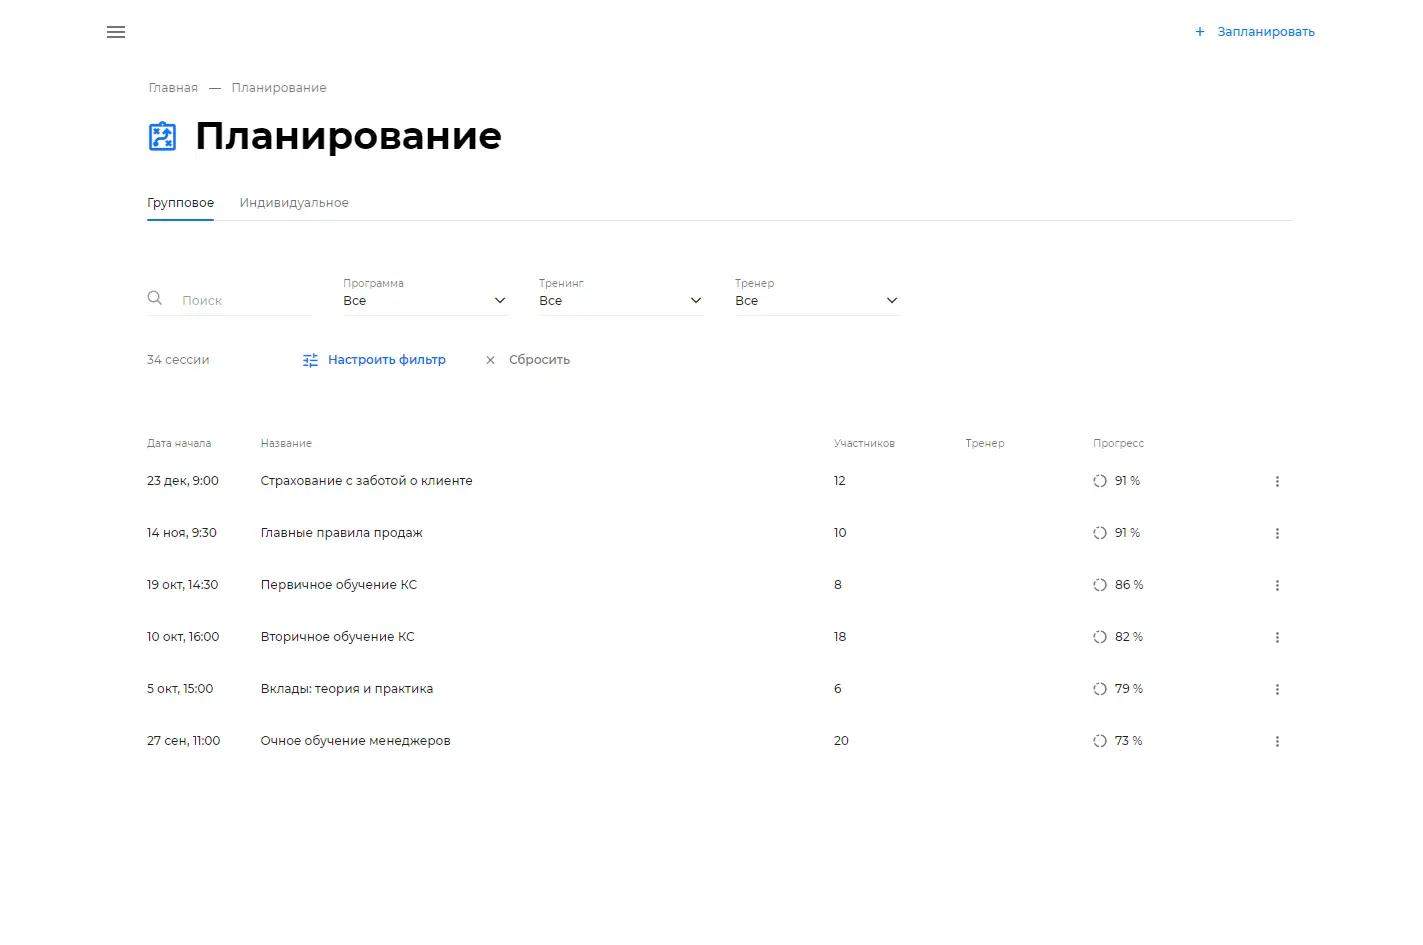 + Запланировать
Главная — Планирование
Планирование
Групповое Индивидуальное
Поиск
Программа
Все
Тренинг
Все
Тренер
Все
34 сессии Настроить фильтр × Сбросить
Дата начала Название Участников Тренер Прогресс
23 дек, 9:00 Страхование с заботой о клиенте 12 91 %
14 ноя, 9:30 Главные правила продаж 10 91 %
19 окт, 14:30 Первичное обучение КС 8 86 %
10 окт, 16:00 Вторичное обучение КС 18 82 %
5 окт, 15:00 Вклады: теория и практика 6 79 %
27 сен, 11:00 Очное обучение менеджеров 20 73 %